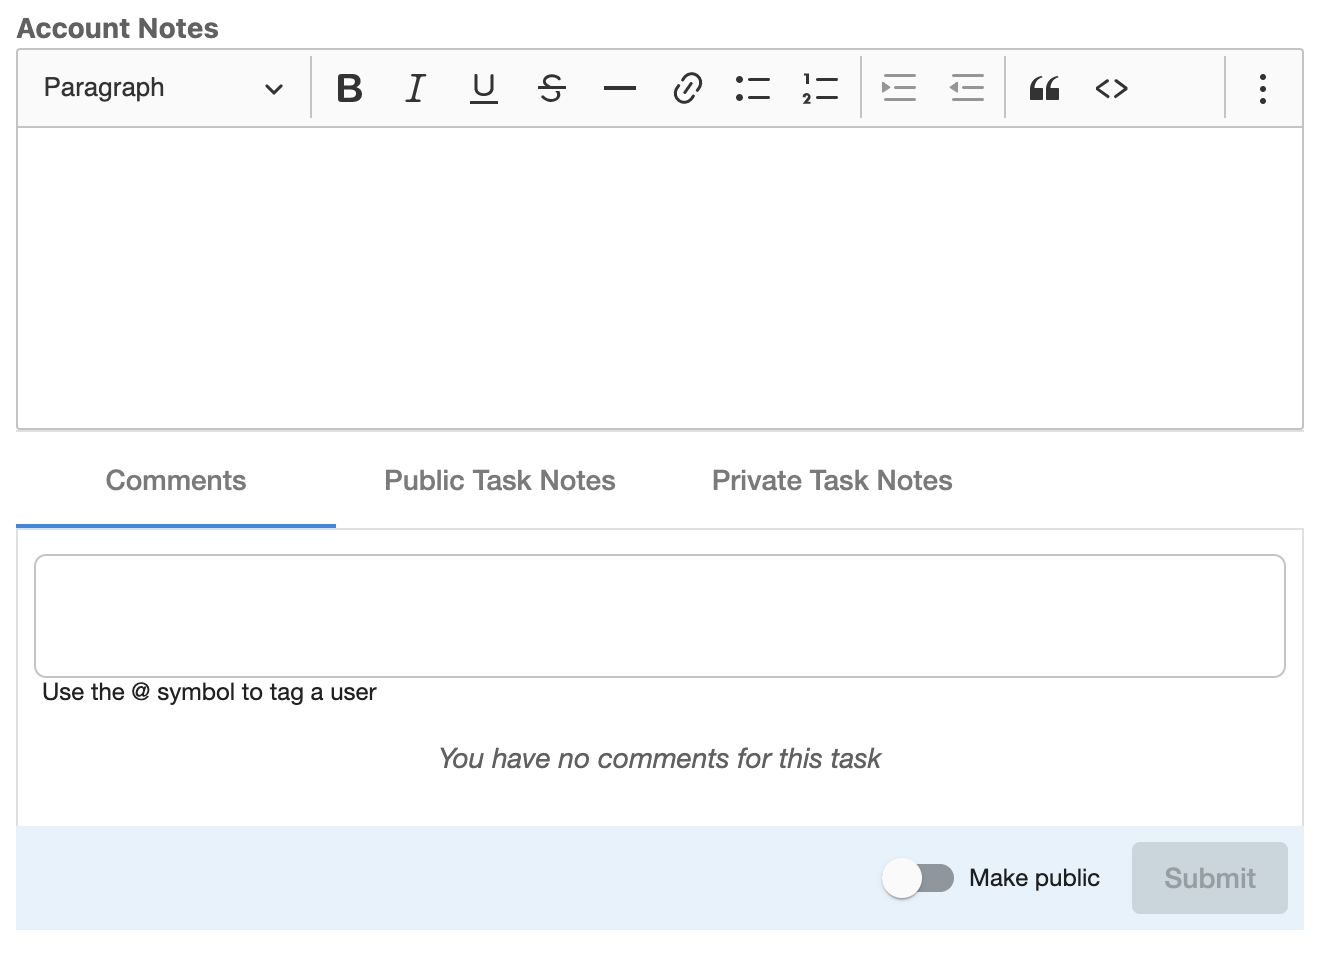 Account Notes
Paragraph
Comments Public Task Notes Private Task Notes
Use the @ symbol to tag a user
You have no comments for this task
Make public Submit